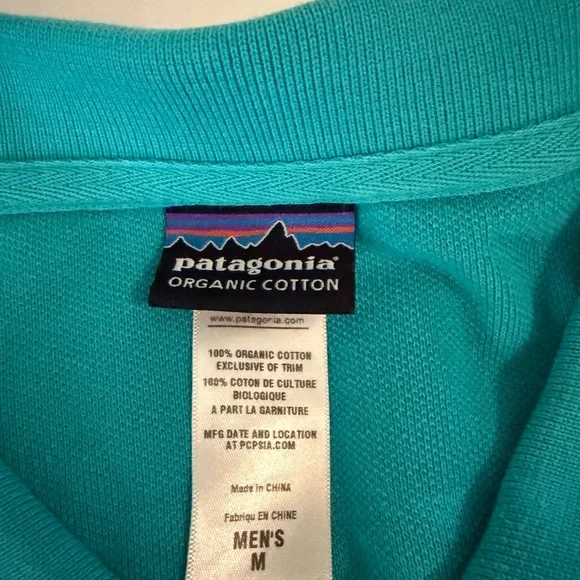 patagonia®
ORGANIC COTTON
www.patagonia.com
100% ORGANIC COTTON
EXCLUSIVE OF TRIM
100% COTON DE CULTURE
BIOLOGIQUE
A PART LA GARNITURE
MFG DATE AND LOCATION
AT PCPSIA.COM
Made in CHINA
Fabriqu EN CHINE
MEN'S
M